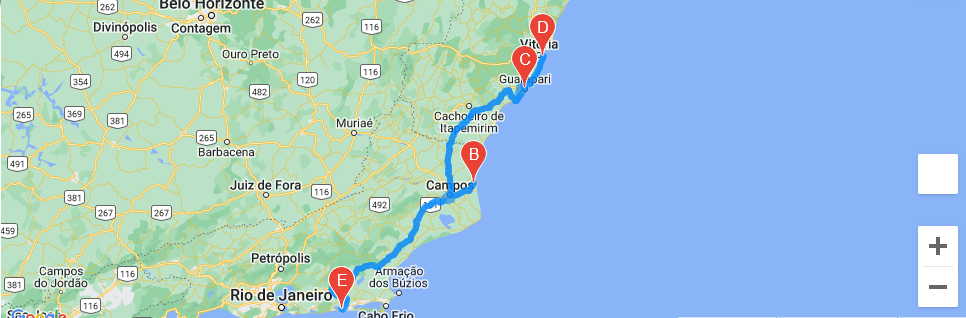 Belo Horizonte
262
262
262
Divinópolis
Contagem
D
Vitória
494
Ouro Preto
116
C
Guarapari
354
120
482
265
369
381
116
Cachoeiro de
Itapemirim
Muriaé
265
Barbacena
B
491
Juiz de Fora
116
Campos
381
267
267
492
101
459
Petrópolis
Campos
do Jordão
116
E
Armação
dos Búzios
381
Rio de Janeiro
116
Cabo Frio